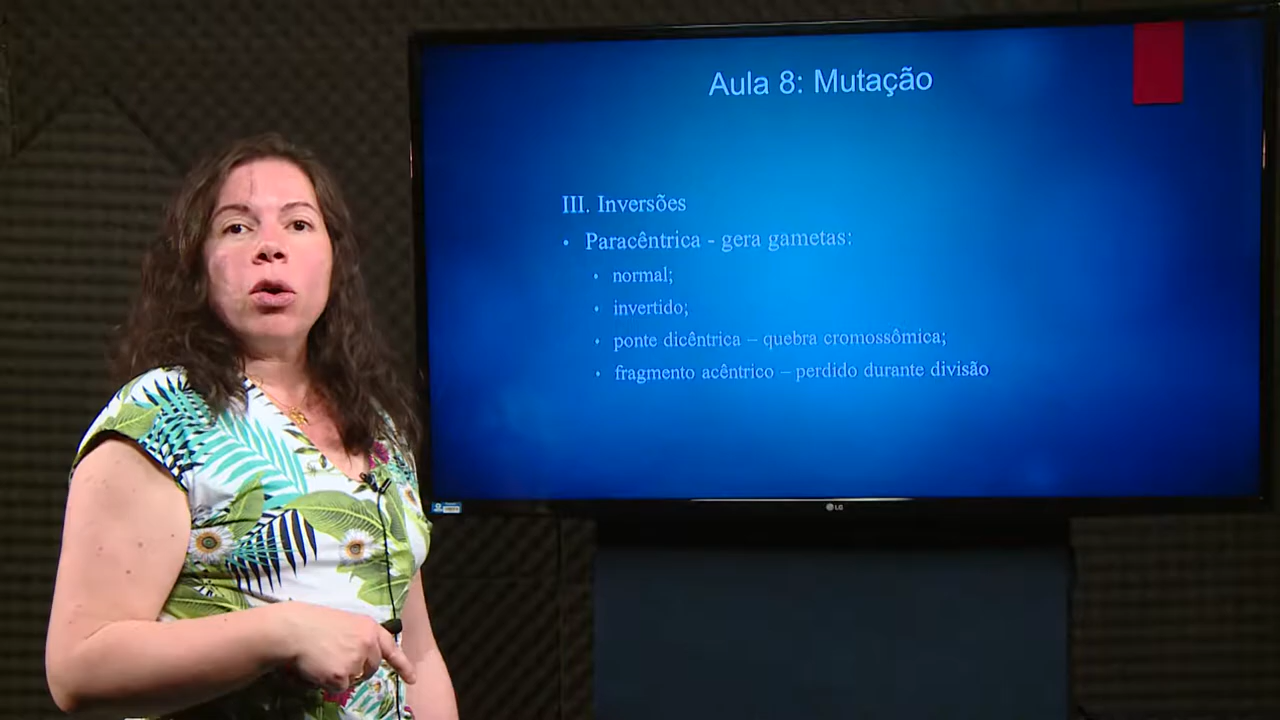 Aula 8: Mutação
III. Inversões
• Paracêntrica - gera gametas:
• normal;
• invertido;
• ponte dicêntrica – quebra cromossômica;
• fragmento acêntrico – perdido durante divisão
LG